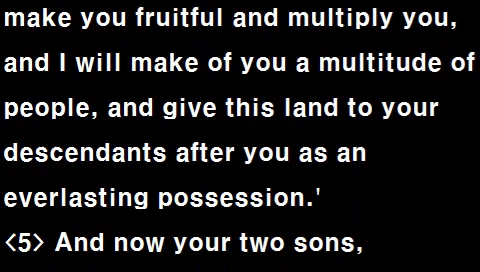 make you fruitful and multiply you,
and I will make of you a multitude of
people, and give this land to your
descendants after you as an
everlasting possession.'
<5> And now your two sons,